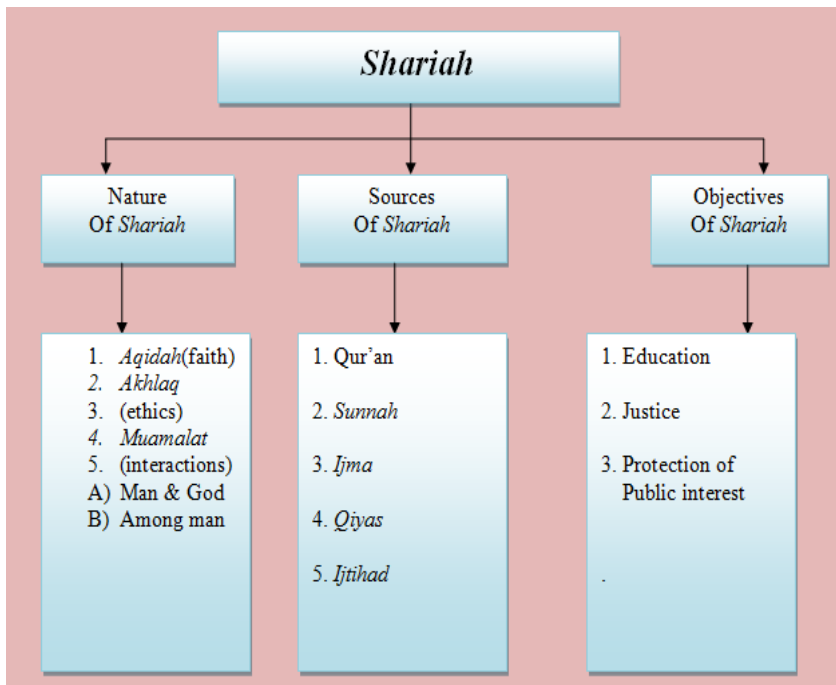 Shariah
Nature
Of Shariah
Sources
Of Shariah
Objectives
Of Shariah
1. Aqidah(faith)
2. Akhlaq
3. (ethics)
4. Muamalat
5. (interactions)
A) Man & God
B) Among man
1. Qur’an
2. Sunnah
3. Ijma
4. Qiyas
5. Ijtihad
1. Education
2. Justice
3. Protection of
Public interest
.